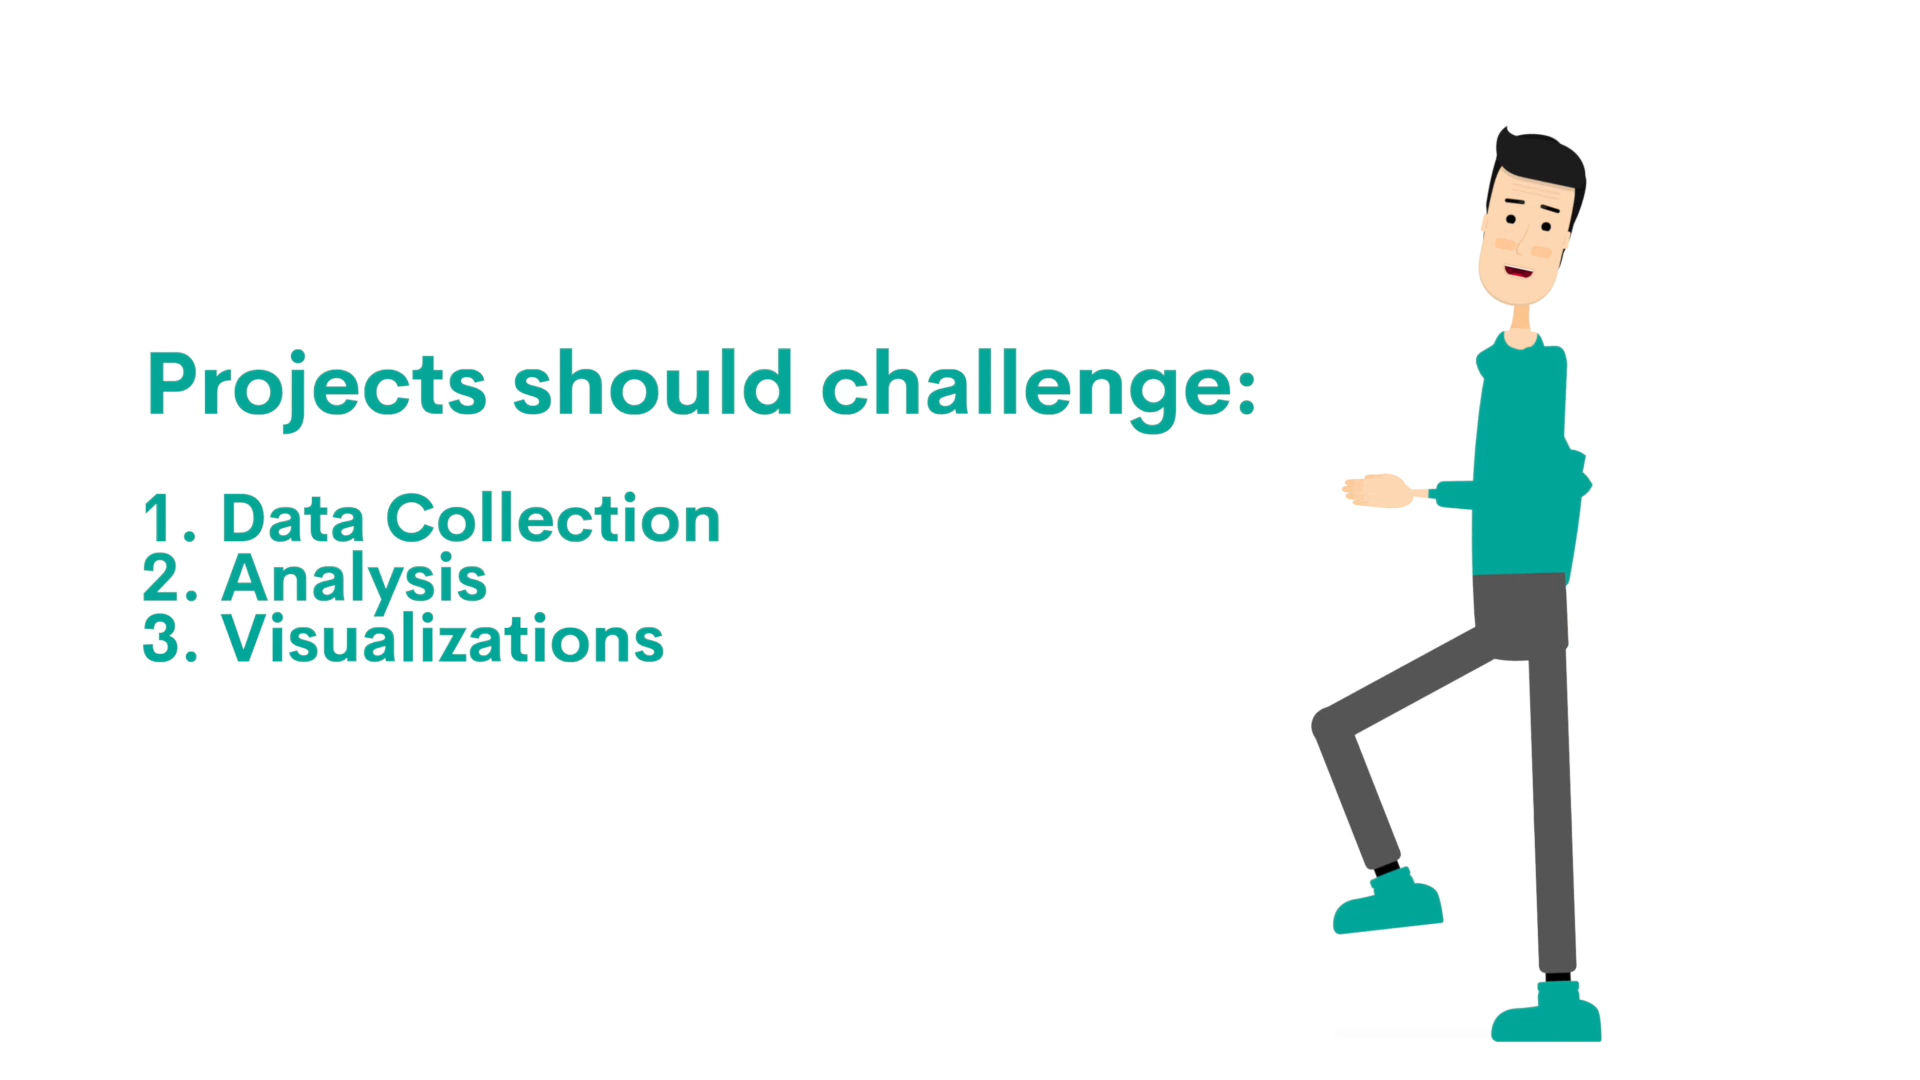 Projects should challenge:
1. Data Collection
2. Analysis
3. Visualizations